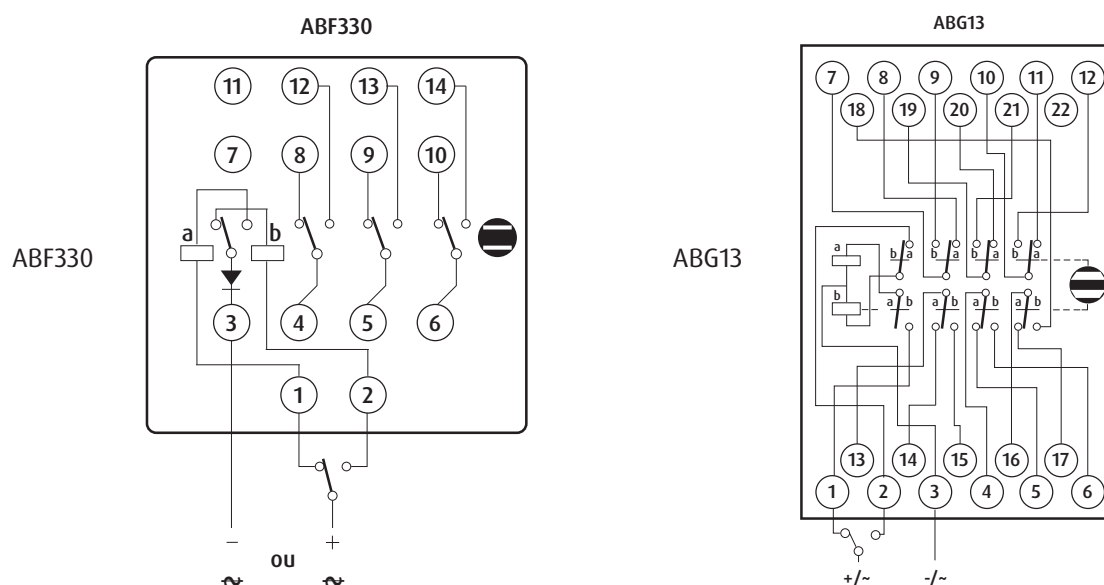 ABF330
ABF330
11 12 13 14
7 8 9 10
a b
3 4 5 6
1 2
− ou +
≂ ≂
ABG13
ABG13
7 8 9 10 11 12
18 19 20 21 22
a b a b a b a b a
b a b a b a b a b
13 14 15 16 17
1 2 3 4 5 6
+/~ -/~